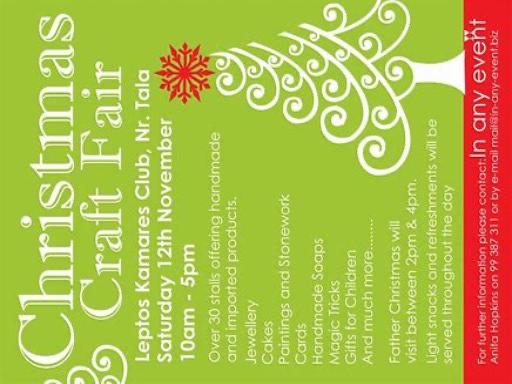 Christmas
Craft Fair
Leptos Kamares Club, Nr. Tala
Saturday 12th November
10am - 5pm
Over 30 stalls offering handmade
and imported products.
Jewellery
Cakes
Paintings and Stonework
Cards
Handmade Soaps
Magic Tricks
Gifts for Children
And much more........
Father Christmas will
visit between 2pm & 4pm.
Light snacks and refreshments will be
served throughout the day
For further information please contact: In any event
Anita Hopkins on 99 387 311 or by e-mail mail@in-any-event.biz